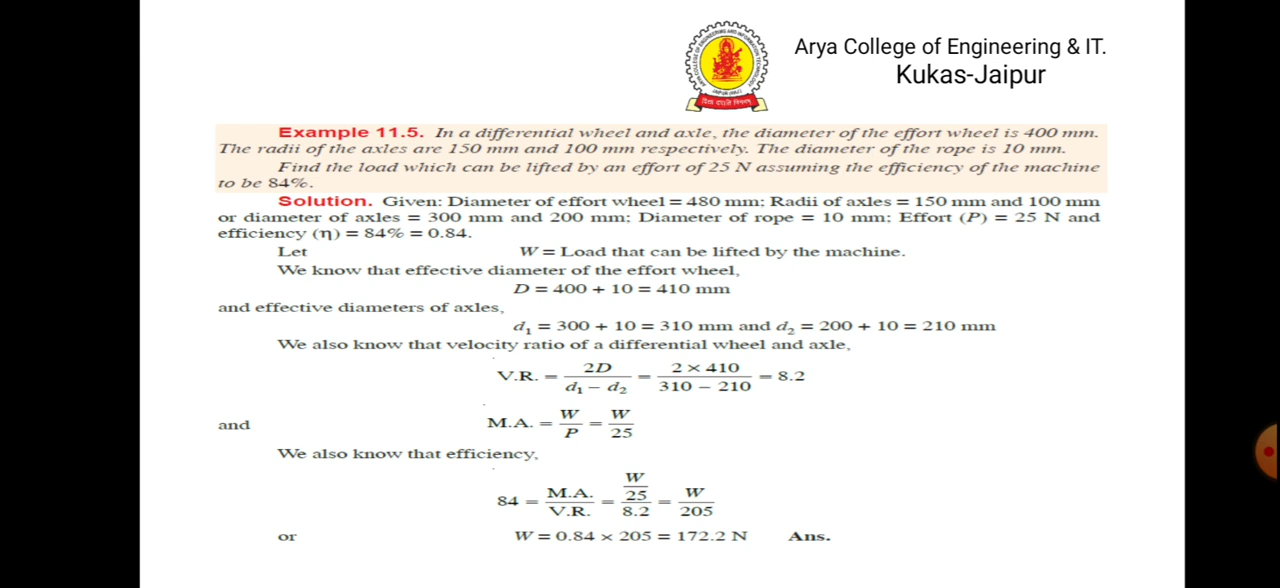 Arya College of Engineering & IT.
Kukas-Jaipur
Example 11.5. In a differential wheel and axle, the diameter of the effort wheel is 400 mm.
The radii of the axles are 150 mm and 100 mm respectively. The diameter of the rope is 10 mm.
Find the load which can be lifted by an effort of 25 N assuming the efficiency of the machine
to be 84%.
Solution. Given: Diameter of effort wheel = 480 mm; Radii of axles = 150 mm and 100 mm
or diameter of axles = 300 mm and 200 mm; Diameter of rope = 10 mm; Effort (P) = 25 N and
efficiency (η) = 84% = 0.84.
Let W = Load that can be lifted by the machine.
We know that effective diameter of the effort wheel,
D = 400 + 10 = 410 mm
and effective diameters of axles,
d₁ = 300 + 10 = 310 mm and d₂ = 200 + 10 = 210 mm
We also know that velocity ratio of a differential wheel and axle,
V.R. = 2D / (d₁ − d₂) = (2 × 410) / (310 − 210) = 8.2
and M.A. = W / P = W / 25
We also know that efficiency,
84 = M.A. / V.R. = (W / 25) / 8.2 = W / 205
or W = 0.84 × 205 = 172.2 N Ans.